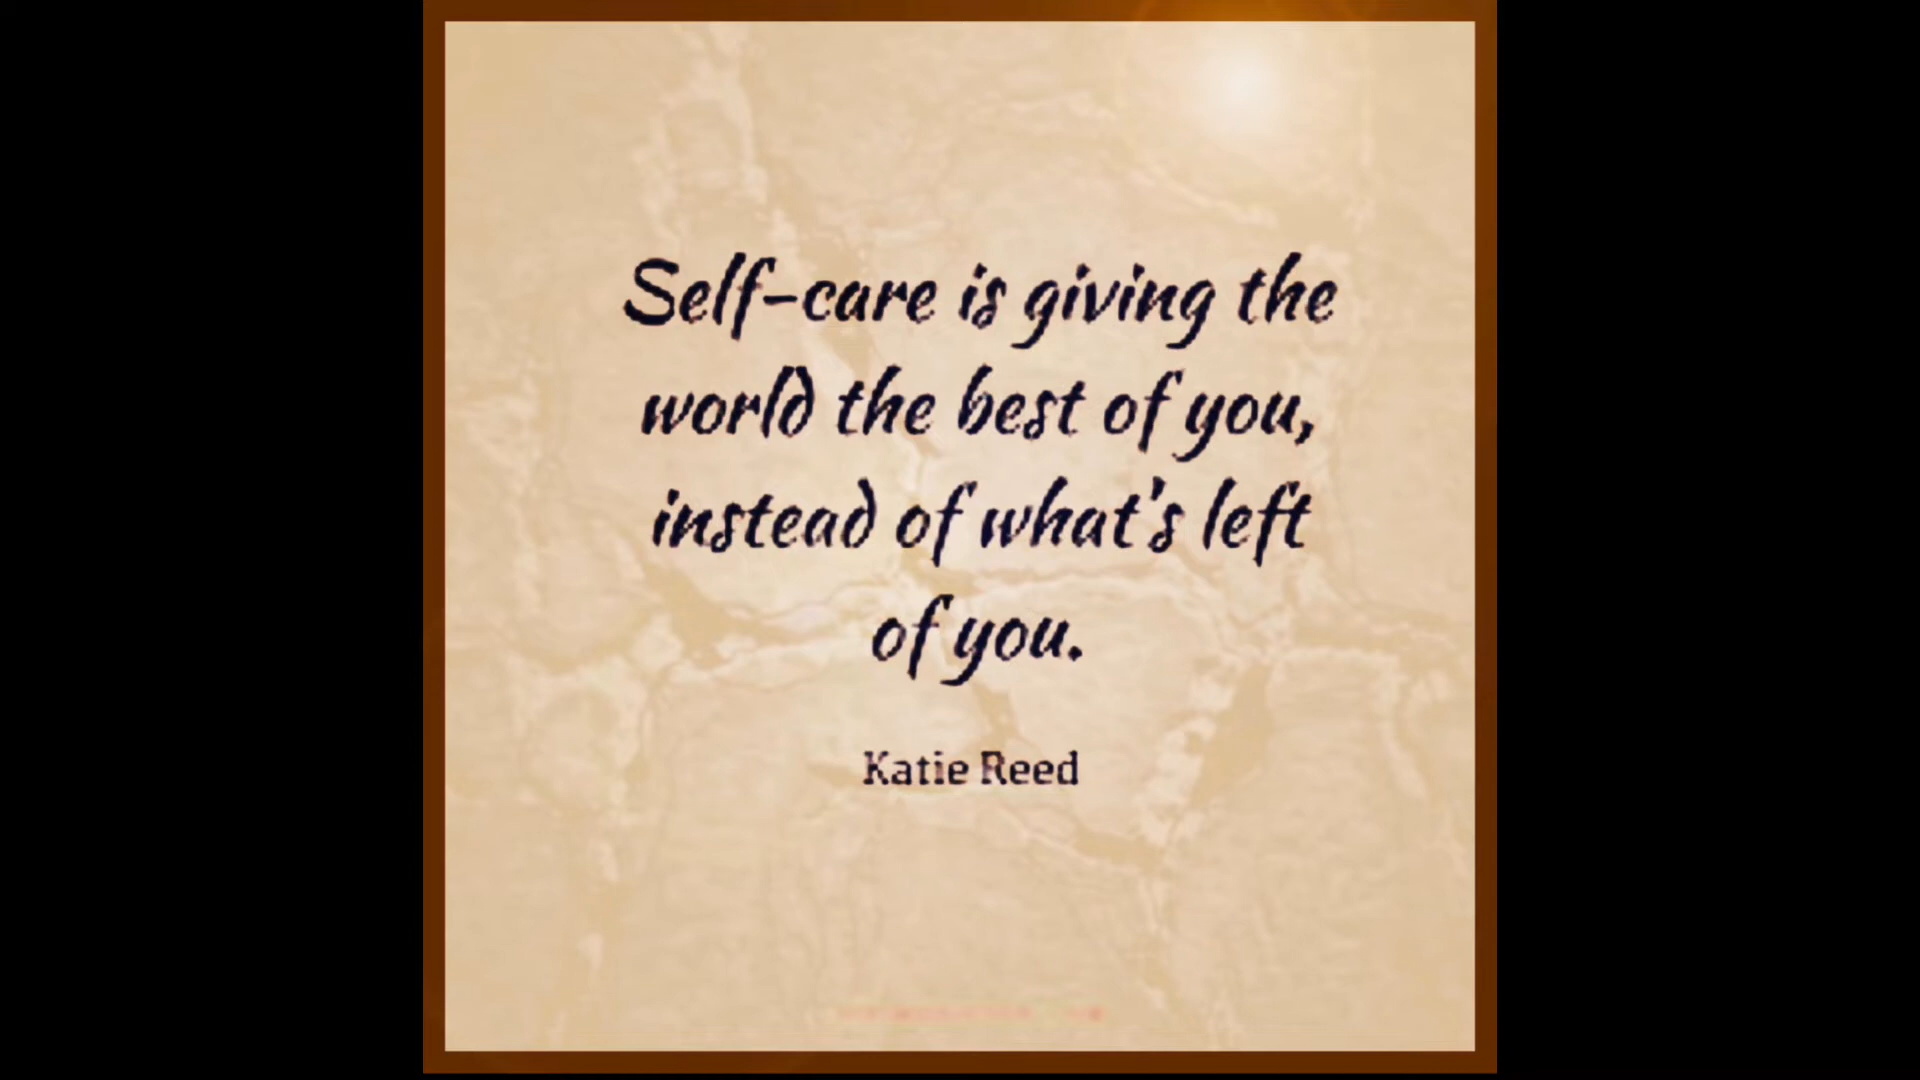 Self-care is giving the
world the best of you,
instead of what's left
of you.
Katie Reed